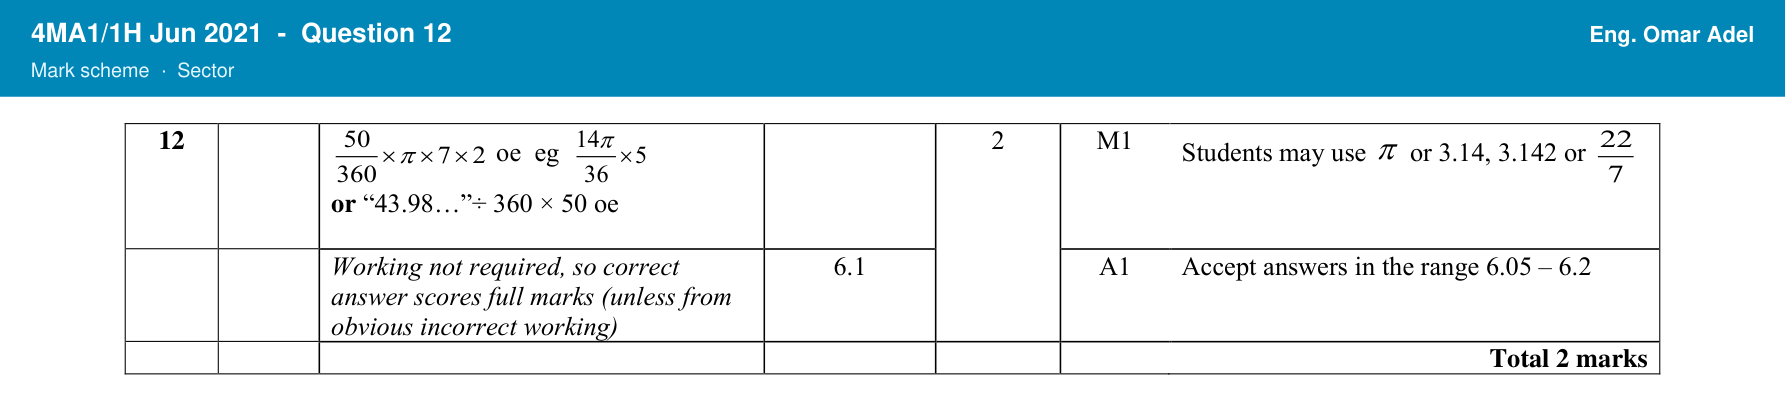 4MA1/1H Jun 2021 - Question 12
Eng. Omar Adel
Mark scheme · Sector
12
50/360 × π × 7 × 2 oe eg 14π/36 × 5
or “43.98…”÷ 360 × 50 oe
2
M1
Students may use π or 3.14, 3.142 or 22/7
Working not required, so correct
answer scores full marks (unless from
obvious incorrect working)
6.1
A1
Accept answers in the range 6.05 – 6.2
Total 2 marks